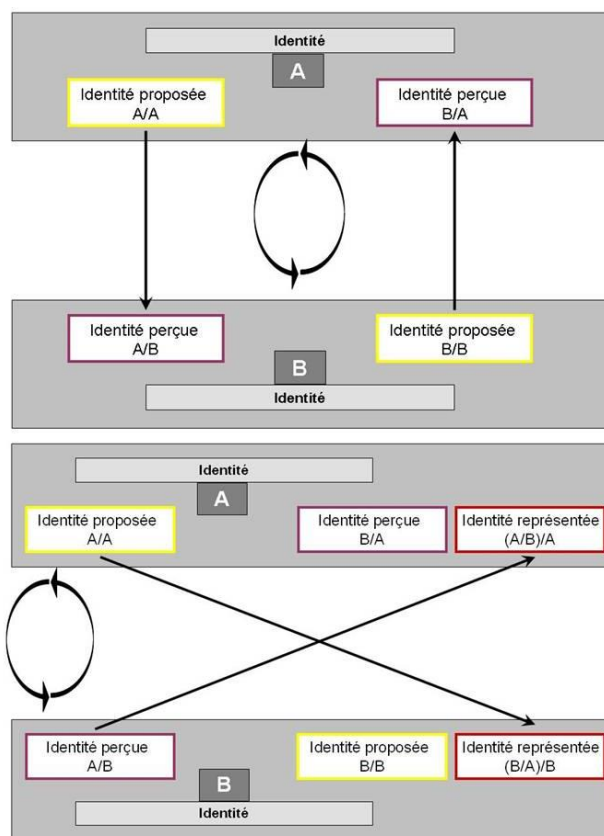 Identité
A
Identité proposée
A/A
Identité perçue
B/A
Identité perçue
A/B
Identité proposée
B/B
B
Identité
Identité
A
Identité proposée
A/A
Identité perçue
B/A
Identité représentée
(A/B)/A
Identité perçue
A/B
Identité proposée
B/B
Identité représentée
(B/A)/B
B
Identité